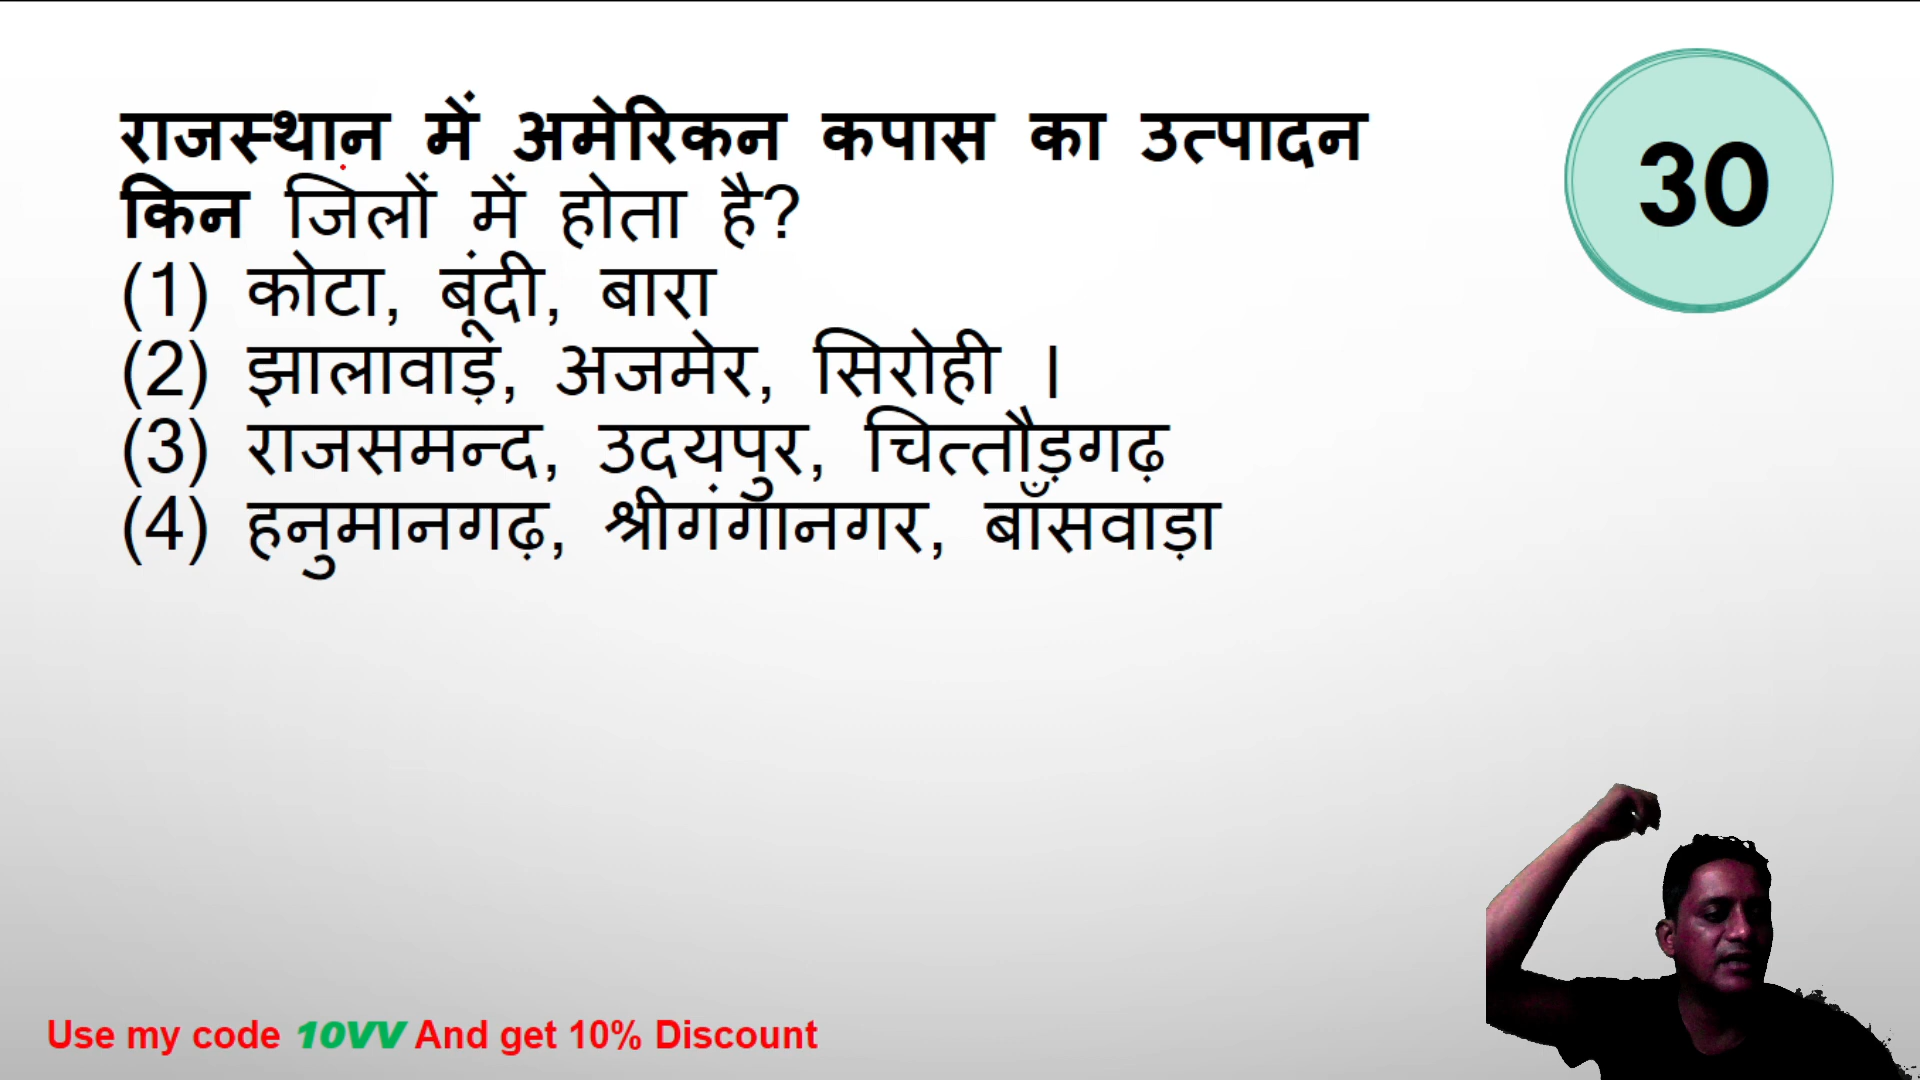 राजस्थान में अमेरिकन कपास का उत्पादन
किन जिलों में होता है?
(1) कोटा, बूंदी, बारा
(2) झालावाड़, अजमेर, सिरोही ।
(3) राजसमन्द, उदयपुर, चित्तौड़गढ़
(4) हनुमानगढ़, श्रीगंगानगर, बाँसवाड़ा
30
Use my code 10VV And get 10% Discount